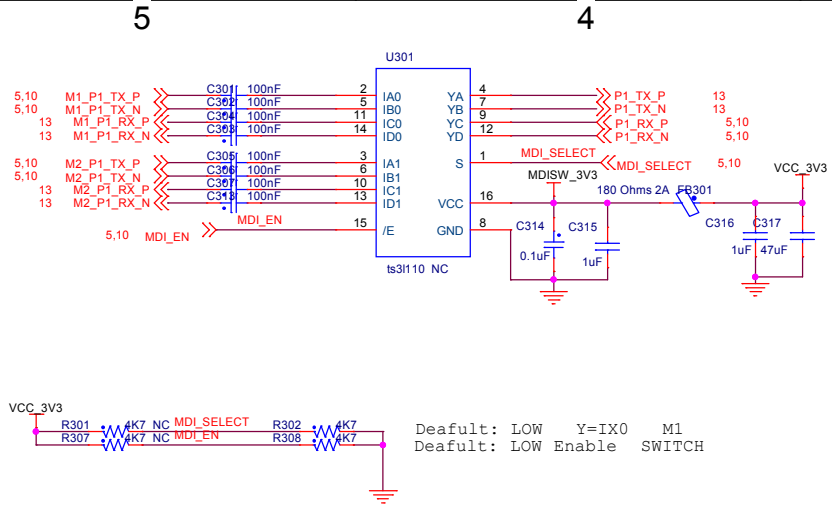 5 4
U301
5,10 M1_P1_TX_P C301 100nF 2 IA0 YA 4 P1_TX_P 13
5,10 M1_P1_TX_N C302 100nF 5 IB0 YB 7 P1_TX_N 13
13 M1_P1_RX_P C304 100nF 11 IC0 YC 9 P1_RX_P 5,10
13 M1_P1_RX_N C303 100nF 14 ID0 YD 12 P1_RX_N 5,10
5,10 M2_P1_TX_P C305 100nF 3 IA1 S 1 MDI_SELECT MDI_SELECT 5,10
5,10 M2_P1_TX_N C306 100nF 6 IB1 MDISW_3V3 VCC_3V3
13 M2_P1_RX_P C307 100nF 10 IC1 180 Ohms 2A FB301
13 M2_P1_RX_N C313 100nF 13 ID1 VCC 16
5,10 MDI_EN MDI_EN 15 /E GND 8 C314 C315 C316 C317
0.1uF 1uF 1uF 47uF
ts3l110 NC
VCC_3V3
R301 4K7 NC MDI_SELECT R302 4K7
R307 4K7 NC MDI_EN R308 4K7
Deafult: LOW Y=IX0 M1
Deafult: LOW Enable SWITCH